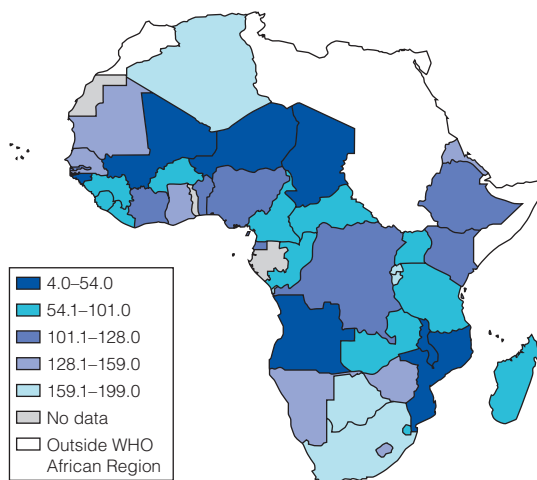 4.0–54.0
54.1–101.0
101.1–128.0
128.1–159.0
159.1–199.0
No data
Outside WHO
African Region